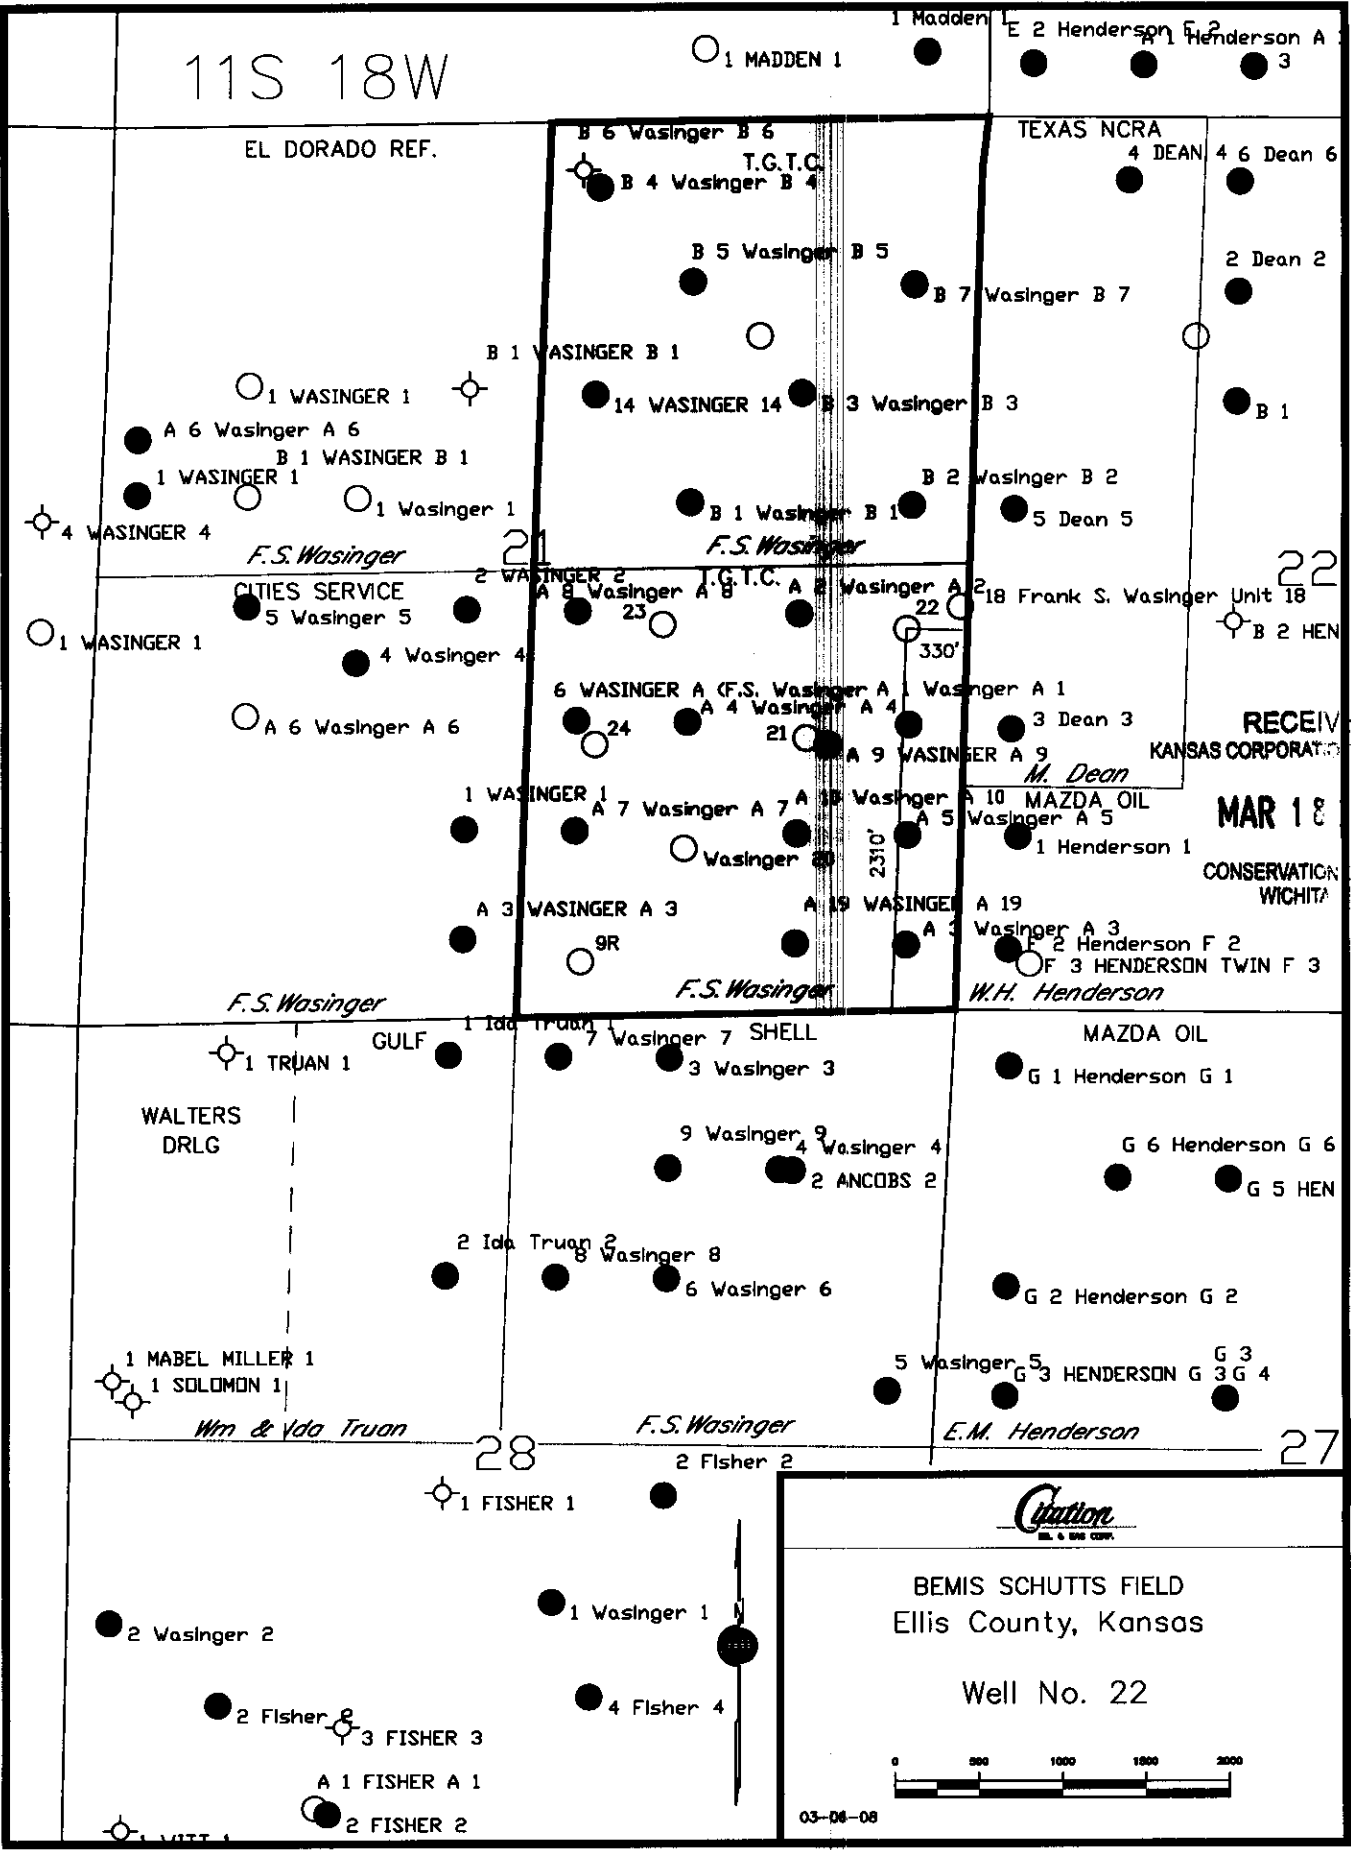 1 Madden 1
E 2 Henderson E 2
A 1 Henderson A
3
11S 18W
1 MADDEN 1
EL DORADO REF.
B 6 Wasinger B 6
T.G.T.C.
B 4 Wasinger B 4
TEXAS NCRA
4 DEAN 4
6 Dean 6
B 5 Wasinger B 5
B 7 Wasinger B 7
2 Dean 2
B 1 WASINGER B 1
1 WASINGER 1
14 WASINGER 14
B 3 Wasinger B 3
B 1
A 6 Wasinger A 6
B 1 WASINGER B 1
1 WASINGER 1
1 Wasinger 1
B 2 Wasinger B 2
4 WASINGER 4
B 1 Wasinger B 1
5 Dean 5
F.S. Wasinger
21
F.S. Wasinger
22
CITIES SERVICE
2 WASINGER 2
T.G.T.C.
A 8 Wasinger A 8
A 2 Wasinger A 2
5 Wasinger 5
23
22
18 Frank S. Wasinger Unit 18
1 WASINGER 1
B 2 HEN
330'
4 Wasinger 4
6 WASINGER A (F.S. Wasinger A
1 Wasinger A 1
A 6 Wasinger A 6
A 4 Wasinger A 4
24
21
3 Dean 3
A 9 WASINGER A 9
RECEIV
KANSAS CORPORAT
M. Dean
1 WASINGER 1
A 7 Wasinger A 7
A 10 Wasinger A 10
MAZDA OIL
MAR 18
A 5 Wasinger A 5
1 Henderson 1
Wasinger 20
2310'
CONSERVATION
WICHITA
A 3 WASINGER A 3
A 19 WASINGER A 19
9R
A 3 Wasinger A 3
F 2 Henderson F 2
F 3 HENDERSON TWIN F 3
F.S. Wasinger
F.S. Wasinger
W.H. Henderson
1 Ida Truan 1
GULF
7 Wasinger 7
SHELL
MAZDA OIL
1 TRUAN 1
3 Wasinger 3
G 1 Henderson G 1
WALTERS
DRLG
9 Wasinger 9
4 Wasinger 4
2 ANCOBS 2
G 6 Henderson G 6
G 5 HEN
2 Ida Truan 2
8 Wasinger 8
6 Wasinger 6
G 2 Henderson G 2
1 MABEL MILLER 1
1 SOLOMON 1
5 Wasinger 5
G 3 HENDERSON G 3
G 3
G 4
Wm & Ida Truan
F.S. Wasinger
E.M. Henderson
28
27
2 Fisher 2
1 FISHER 1
Citation
OIL & GAS CORP.
BEMIS SCHUTTS FIELD
Ellis County, Kansas
1 Wasinger 1
N
2 Wasinger 2
Well No. 22
4 Fisher 4
2 Fisher 2
3 FISHER 3
0 500 1000 1500 2000
A 1 FISHER A 1
2 FISHER 2
03-06-08
1 VITT 1